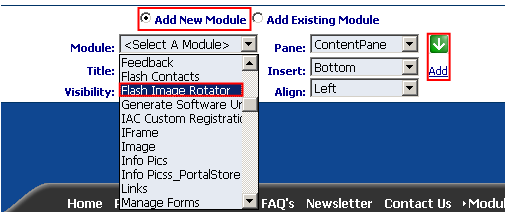 Add New Module Add Existing Module
Module: <Select A Module> Pane: ContentPane
Title: Insert: Bottom Add
Visibility: Align: Left
Feedback
Flash Contacts
Flash Image Rotator
Generate Software Ur
IAC Custom Registratic
IFrame
Image
Info Pics
Info Picss_PortalStore
Links
Manage Forms
Home FAQ's Newsletter Contact Us Modul